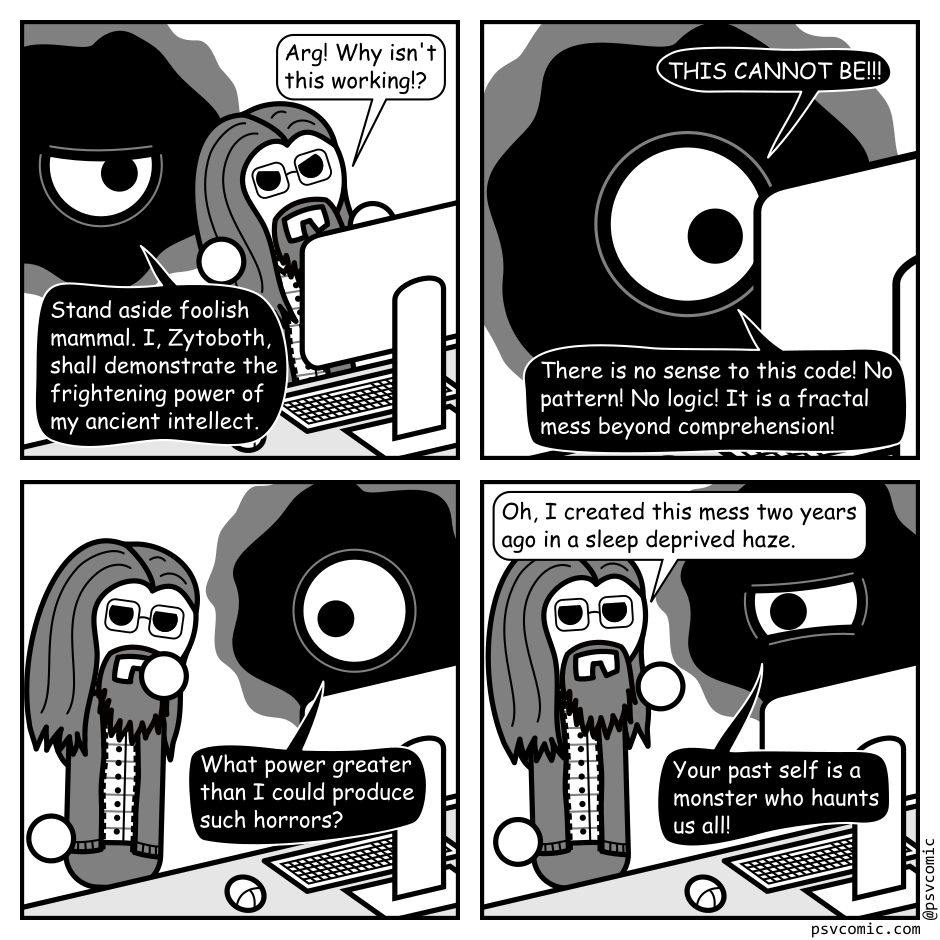 Arg! Why isn't
this working!?
Stand aside foolish
mammal. I, Zytoboth,
shall demonstrate the
frightening power of
my ancient intellect.
THIS CANNOT BE!!!
There is no sense to this code! No
pattern! No logic! It is a fractal
mess beyond comprehension!
What power greater
than I could produce
such horrors?
Oh, I created this mess two years
ago in a sleep deprived haze.
Your past self is a
monster who haunts
us all!
@psvcomic
psvcomic.com